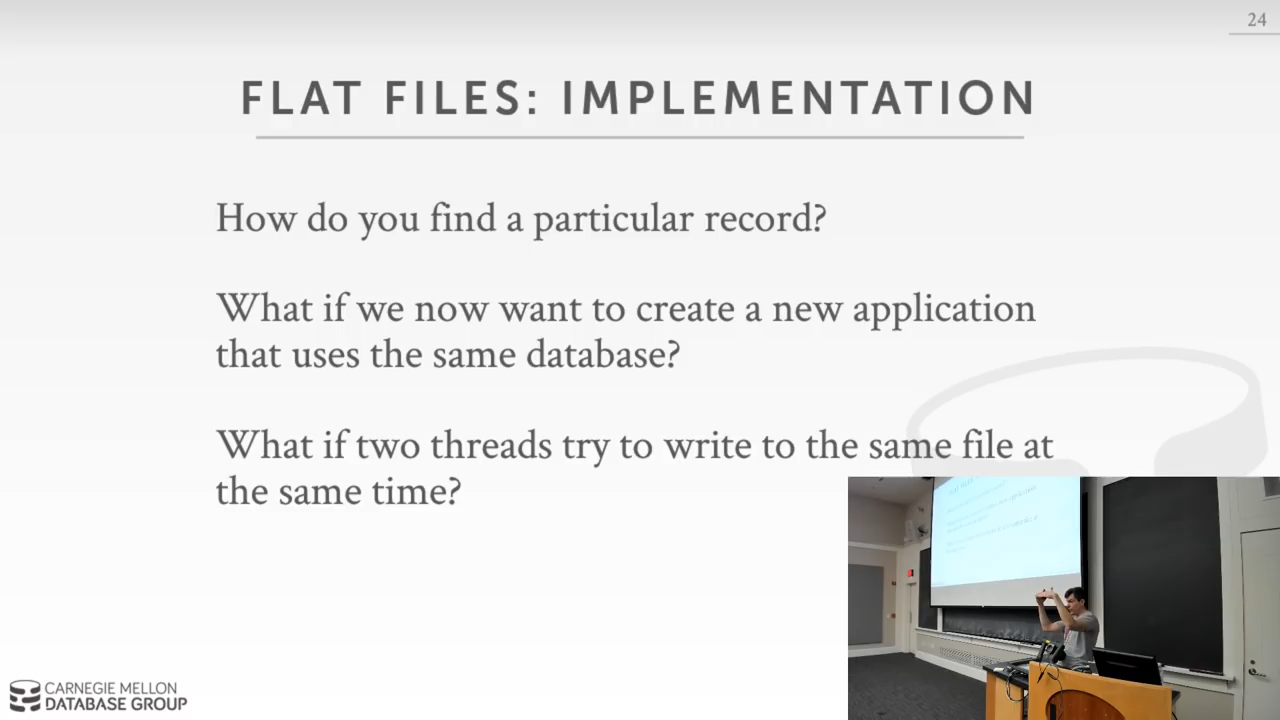 24
FLAT FILES: IMPLEMENTATION
How do you find a particular record?
What if we now want to create a new application
that uses the same database?
What if two threads try to write to the same file at
the same time?
CARNEGIE MELLON
DATABASE GROUP